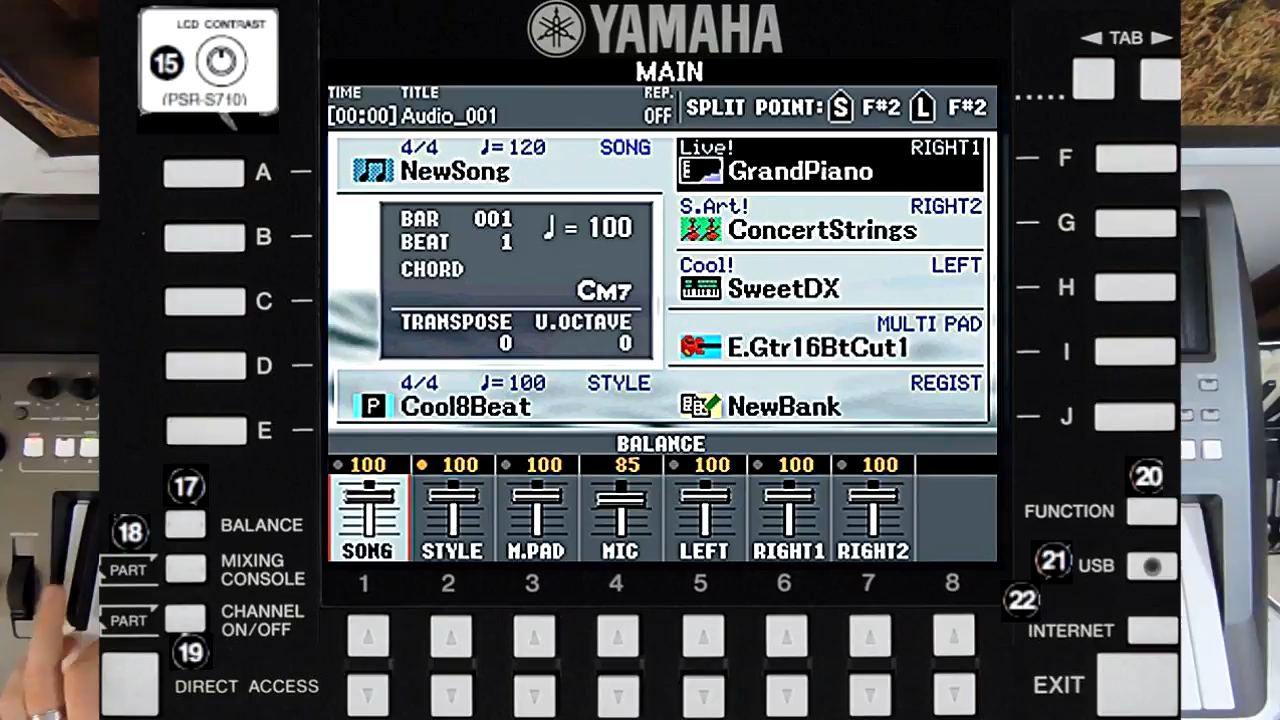 LCD CONTRAST
15
(PSR-S710)
YAMAHA
TAB
MAIN
TIME TITLE REP.
[00:00] Audio_001 OFF
SPLIT POINT: S F#2 L F#2
4/4 ♩=120 SONG
NewSong
BAR 001 ♩= 100
BEAT 1
CHORD
CM7
TRANSPOSE U.OCTAVE
0 0
4/4 ♩=100 STYLE
P Cool8Beat
Live! RIGHT1
GrandPiano
S.Art! RIGHT2
ConcertStrings
Cool! LEFT
SweetDX
MULTI PAD
E.Gtr16BtCut1
REGIST
NewBank
BALANCE
100 100 100 85 100 100 100
SONG STYLE M.PAD MIC LEFT RIGHT1 RIGHT2
1 2 3 4 5 6 7 8
A
B
C
D
E
F
G
H
I
J
17
BALANCE
18
PART
MIXING
CONSOLE
PART
CHANNEL
ON/OFF
19
DIRECT ACCESS
20
FUNCTION
21
USB
22
INTERNET
EXIT